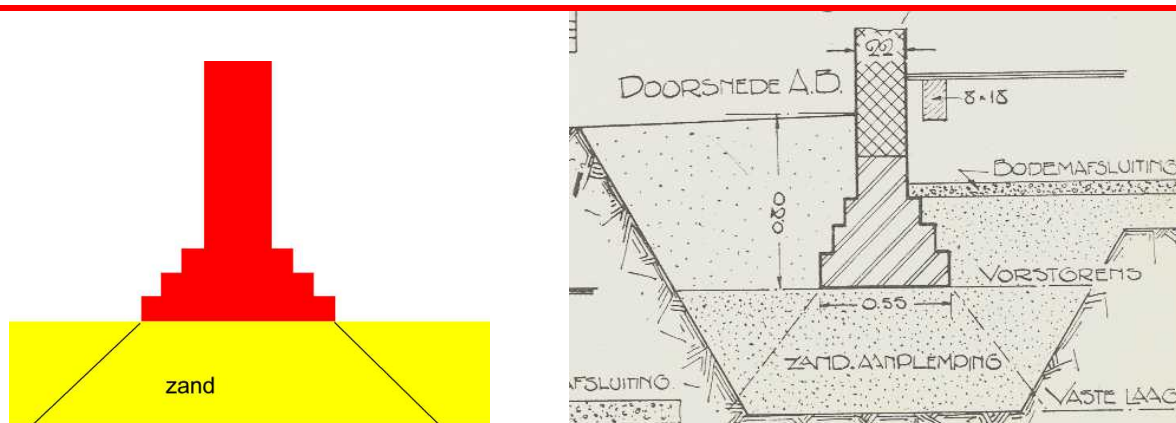 zand
22
DOORSNEDE A.B.
8×18
BODEMAFSLUITING
0.80
VORSTGRENS
0.55
ZAND.AANPLEMPING
AFSLUITING
VASTE LAAG